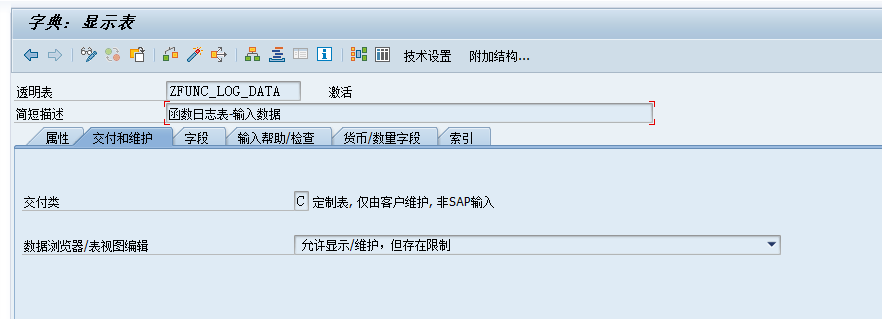 字典: 显示表
技术设置 附加结构...
透明表 ZFUNC_LOG_DATA 激活
简短描述 函数日志表-输入数据
属性 交付和维护 字段 输入帮助/检查 货币/数量字段 索引
交付类 C 定制表, 仅由客户维护, 非SAP输入
数据浏览器/表视图编辑 允许显示/维护，但存在限制